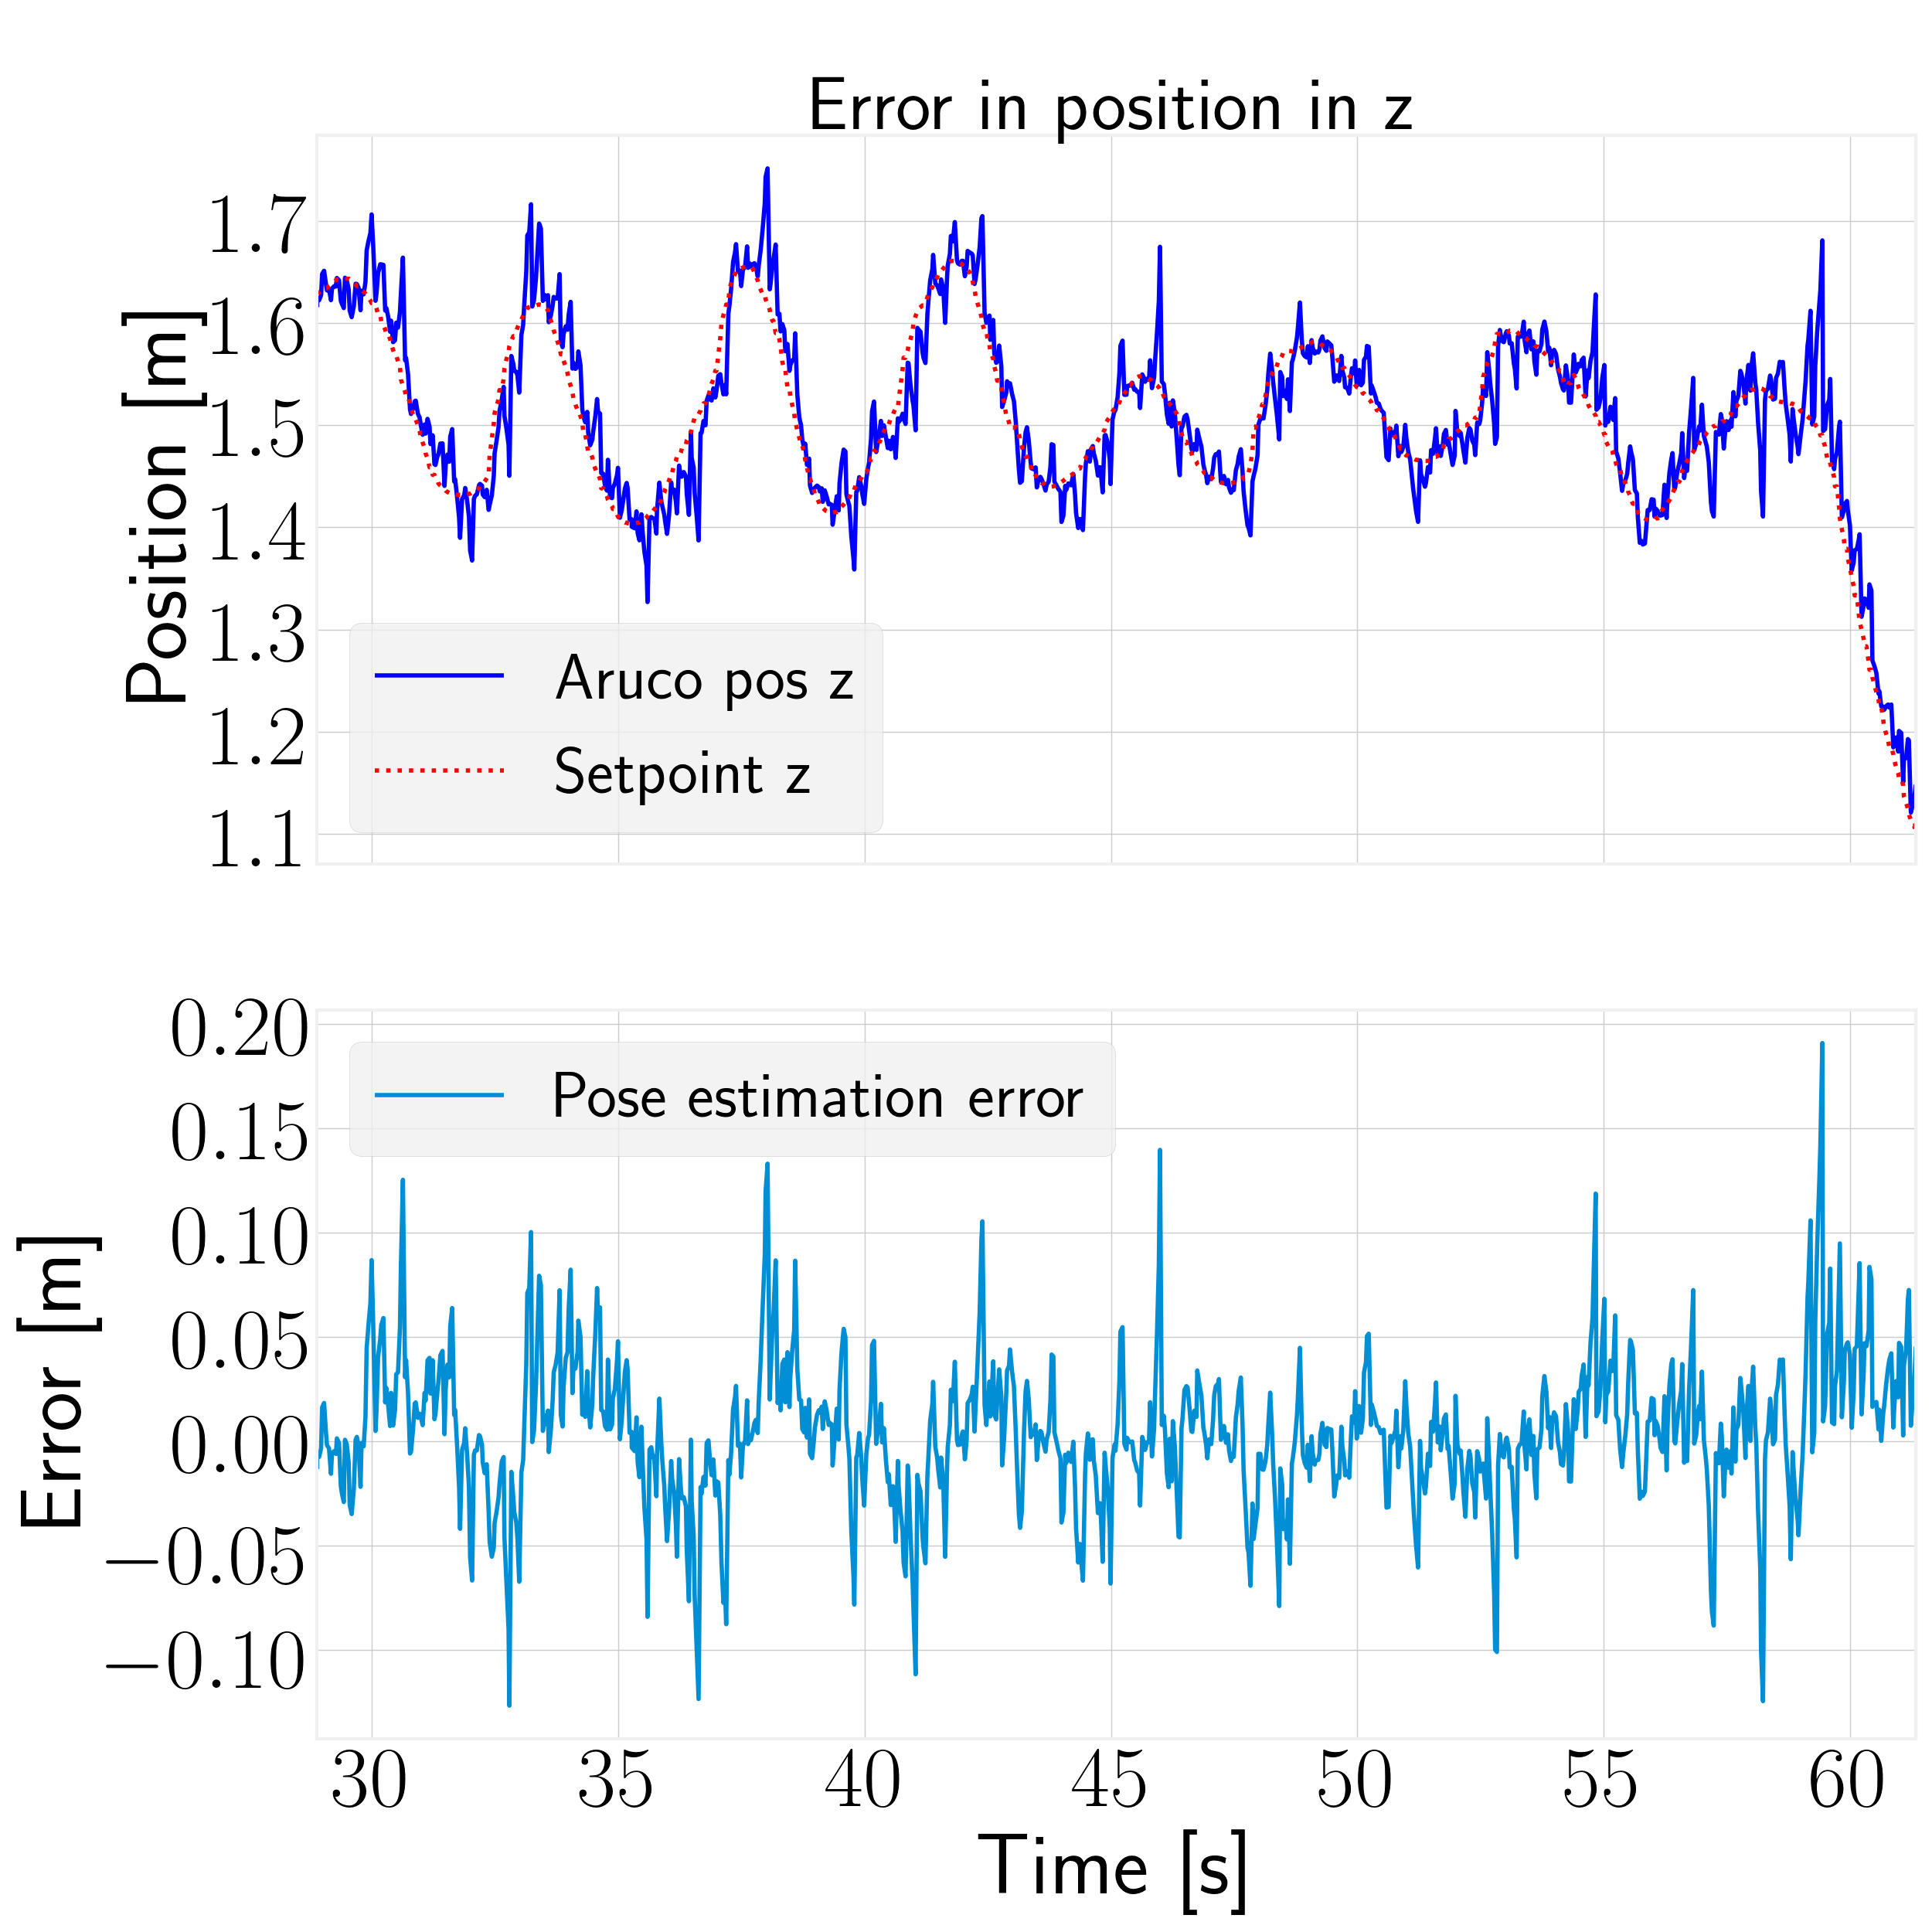 Error in position in z
Position [m]
1.7
1.6
1.5
1.4
1.3
1.2
1.1
Aruco pos z
Setpoint z
Error [m]
0.20
0.15
0.10
0.05
0.00
−0.05
−0.10
Pose estimation error
30 35 40 45 50 55 60
Time [s]